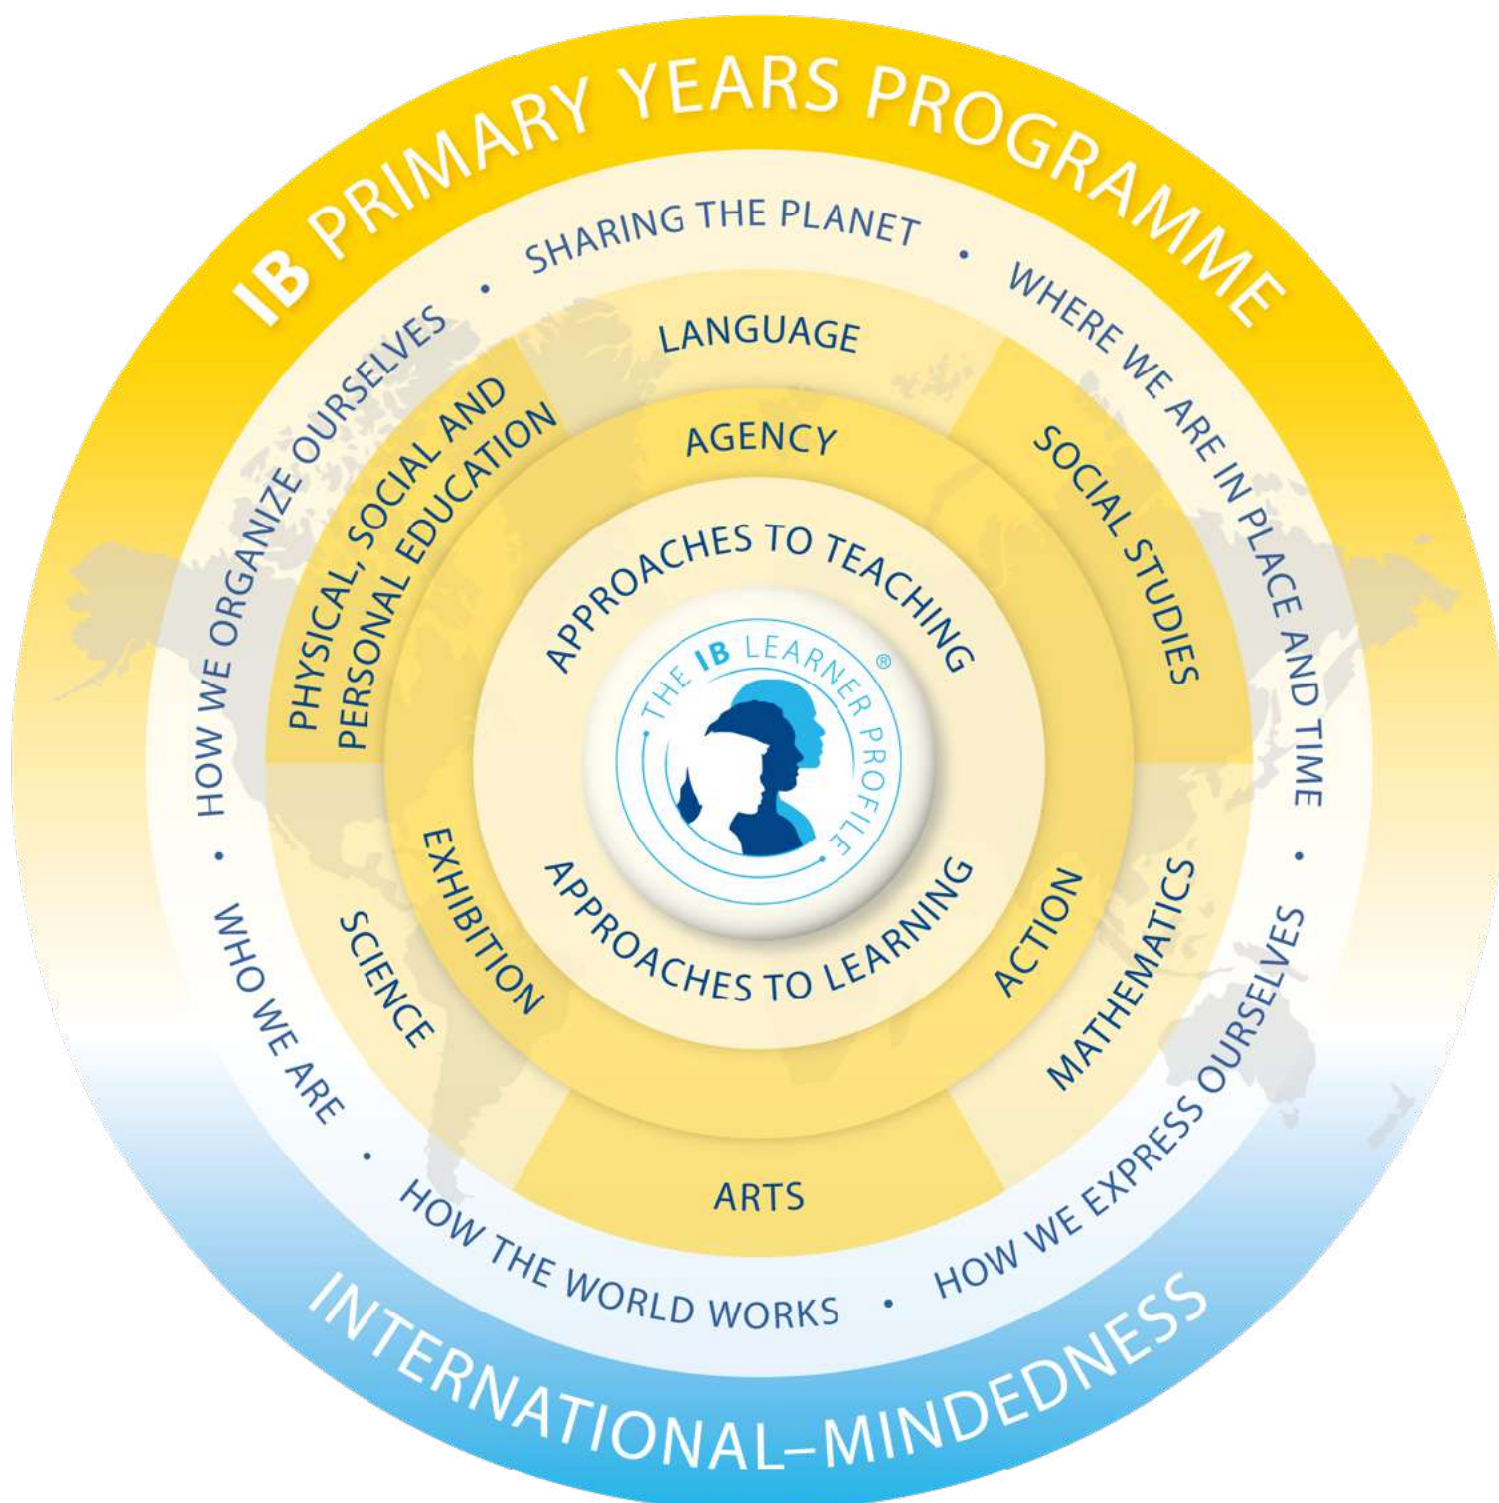 IB PRIMARY YEARS PROGRAMME
SHARING THE PLANET
•
WHERE WE ARE IN PLACE AND TIME
•
HOW WE EXPRESS OURSELVES
•
HOW THE WORLD WORKS
•
WHO WE ARE
•
HOW WE ORGANIZE OURSELVES
•
LANGUAGE
SOCIAL STUDIES
MATHEMATICS
ARTS
SCIENCE
PHYSICAL, SOCIAL AND
PERSONAL EDUCATION
AGENCY
ACTION
EXHIBITION
APPROACHES TO TEACHING
THE IB LEARNER PROFILE ®
APPROACHES TO LEARNING
INTERNATIONAL–MINDEDNESS